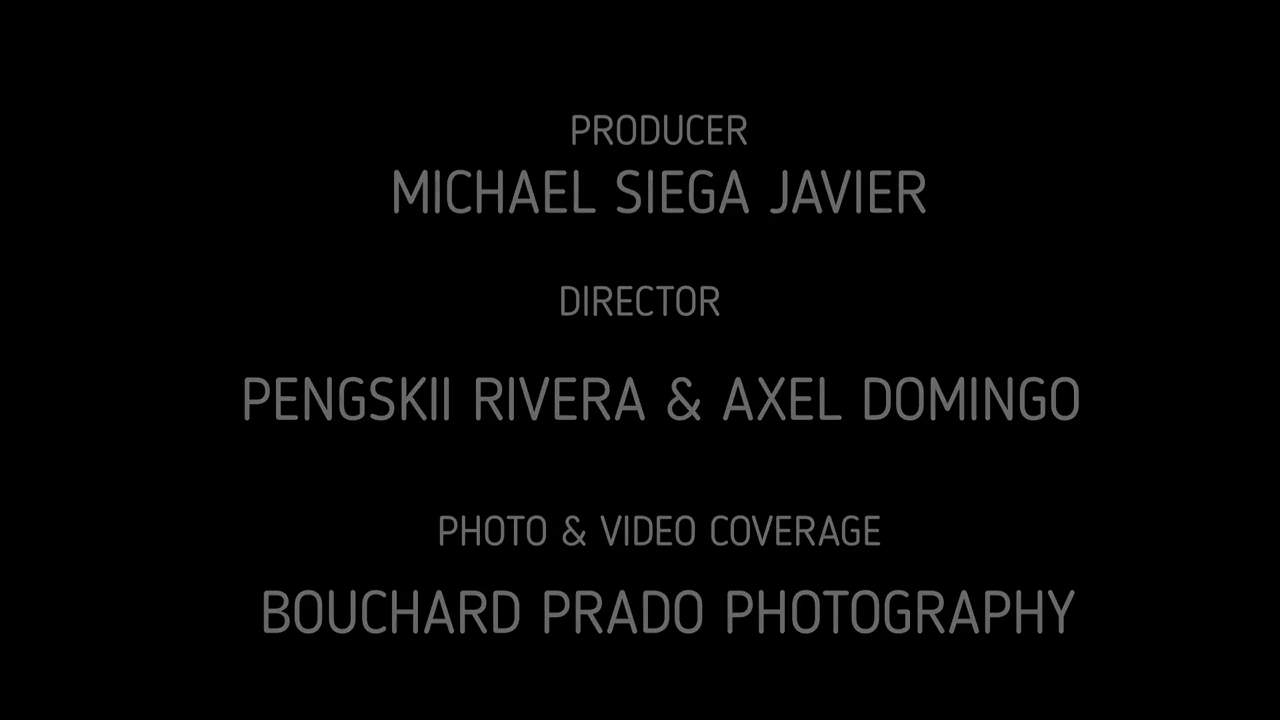 PRODUCER
MICHAEL SIEGA JAVIER
DIRECTOR
PENGSKII RIVERA & AXEL DOMINGO
PHOTO & VIDEO COVERAGE
BOUCHARD PRADO PHOTOGRAPHY